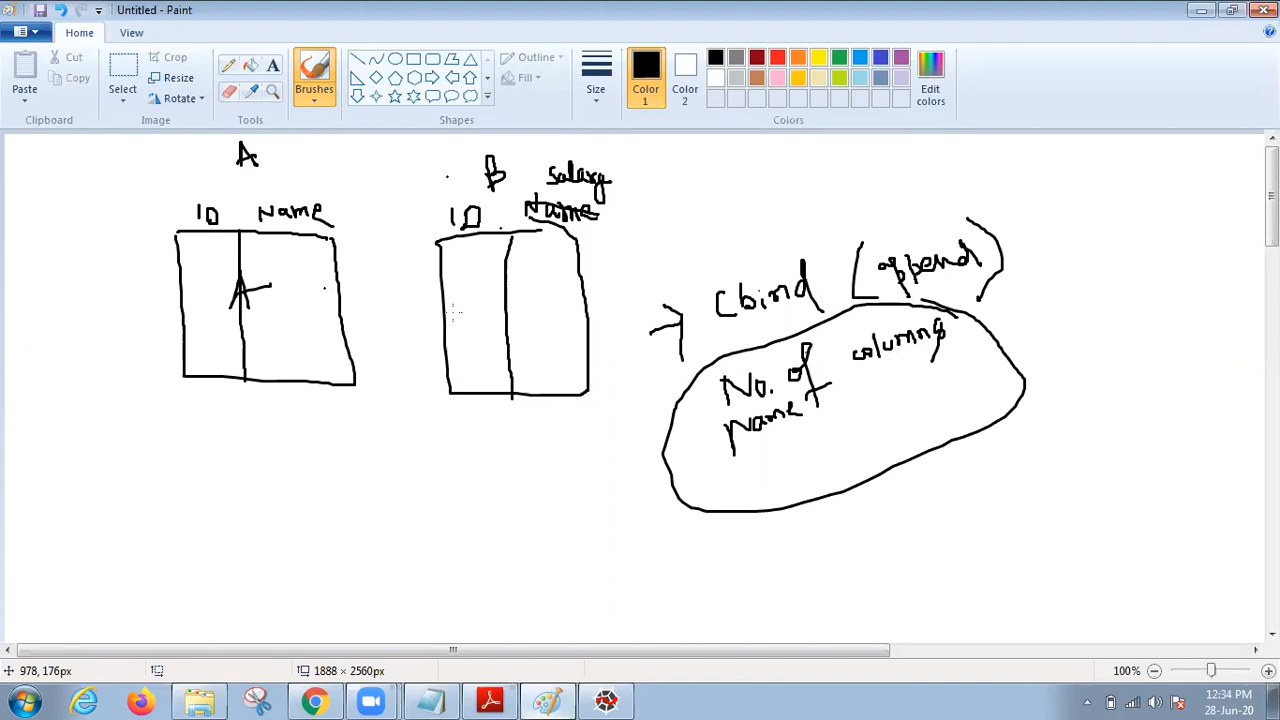 Untitled - Paint
Home
View
Paste
Cut
Copy
Clipboard
Select
Crop
Resize
Rotate
Image
Tools
Brushes
Shapes
Outline
Fill
Size
Color 1
Color 2
Edit colors
Colors
A
B
salary
ID Name
ID Name
Cbind (append)
No. of columns
Name
978, 176px
1888 × 2560px
100%
12:34 PM
28-Jun-20